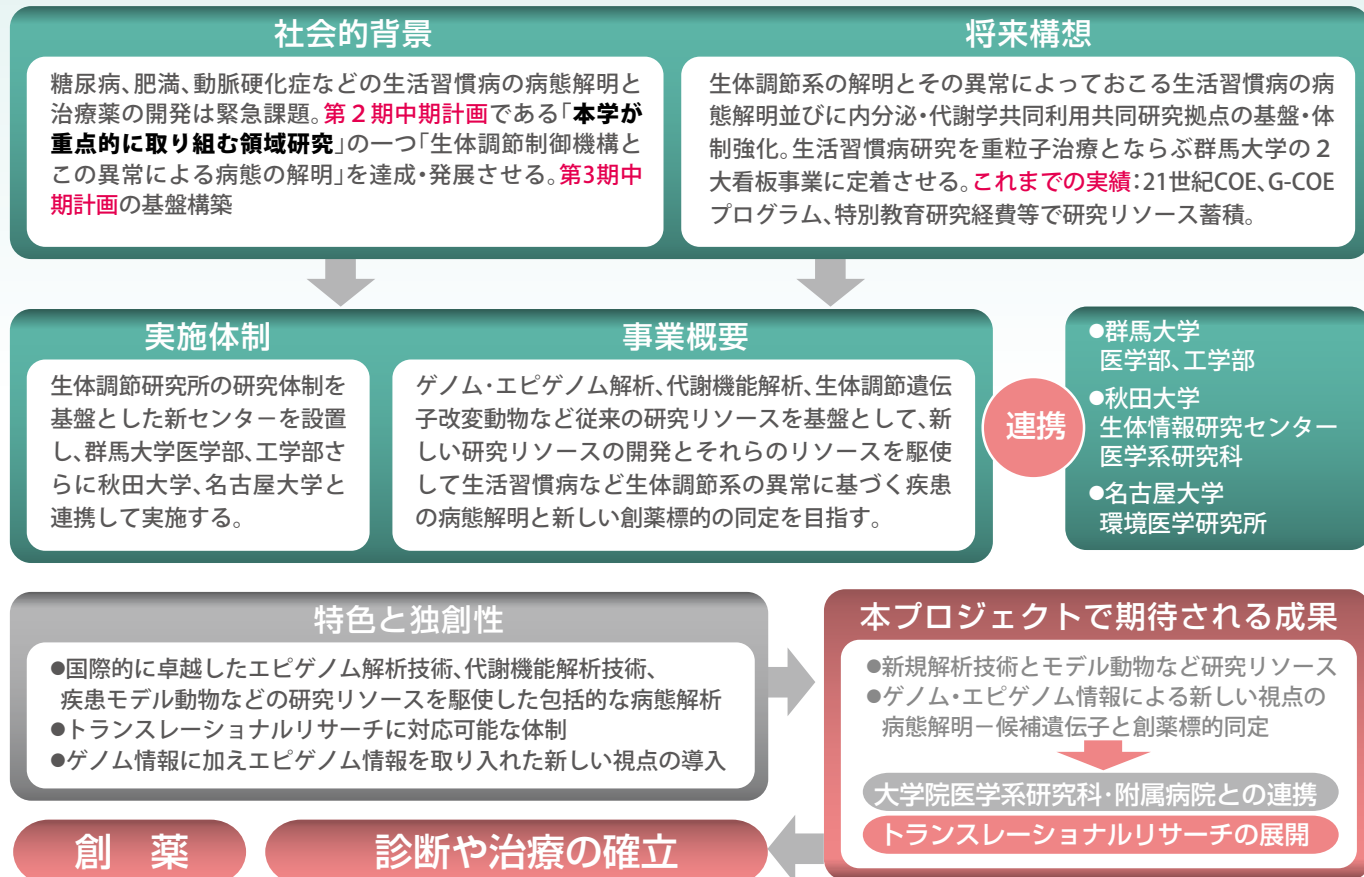 社会的背景
糖尿病、肥満、動脈硬化症などの生活習慣病の病態解明と
治療薬の開発は緊急課題。第２期中期計画である「本学が
重点的に取り組む領域研究」の一つ「生体調節制御機構と
この異常による病態の解明」を達成・発展させる。第3期中
期計画の基盤構築
将来構想
生体調節系の解明とその異常によっておこる生活習慣病の病
態解明並びに内分泌・代謝学共同利用共同研究拠点の基盤・体
制強化。生活習慣病研究を重粒子治療とならぶ群馬大学の２
大看板事業に定着させる。これまでの実績：21世紀COE、G-COE
プログラム、特別教育研究経費等で研究リソース蓄積。
実施体制
生体調節研究所の研究体制を
基盤とした新センターを設置
し、群馬大学医学部、工学部さ
らに秋田大学、名古屋大学と
連携して実施する。
事業概要
ゲノム・エピゲノム解析、代謝機能解析、生体調節遺伝
子改変動物など従来の研究リソースを基盤として、新
しい研究リソースの開発とそれらのリソースを駆使
して生活習慣病など生体調節系の異常に基づく疾患
の病態解明と新しい創薬標的の同定を目指す。
連携
●群馬大学
医学部、工学部
●秋田大学
生体情報研究センター
医学系研究科
●名古屋大学
環境医学研究所
特色と独創性
●国際的に卓越したエピゲノム解析技術、代謝機能解析技術、
疾患モデル動物などの研究リソースを駆使した包括的な病態解析
●トランスレーショナルリサーチに対応可能な体制
●ゲノム情報に加えエピゲノム情報を取り入れた新しい視点の導入
本プロジェクトで期待される成果
●新規解析技術とモデル動物など研究リソース
●ゲノム・エピゲノム情報による新しい視点の
病態解明－候補遺伝子と創薬標的同定
大学院医学系研究科・附属病院との連携
トランスレーショナルリサーチの展開
創　薬
診断や治療の確立